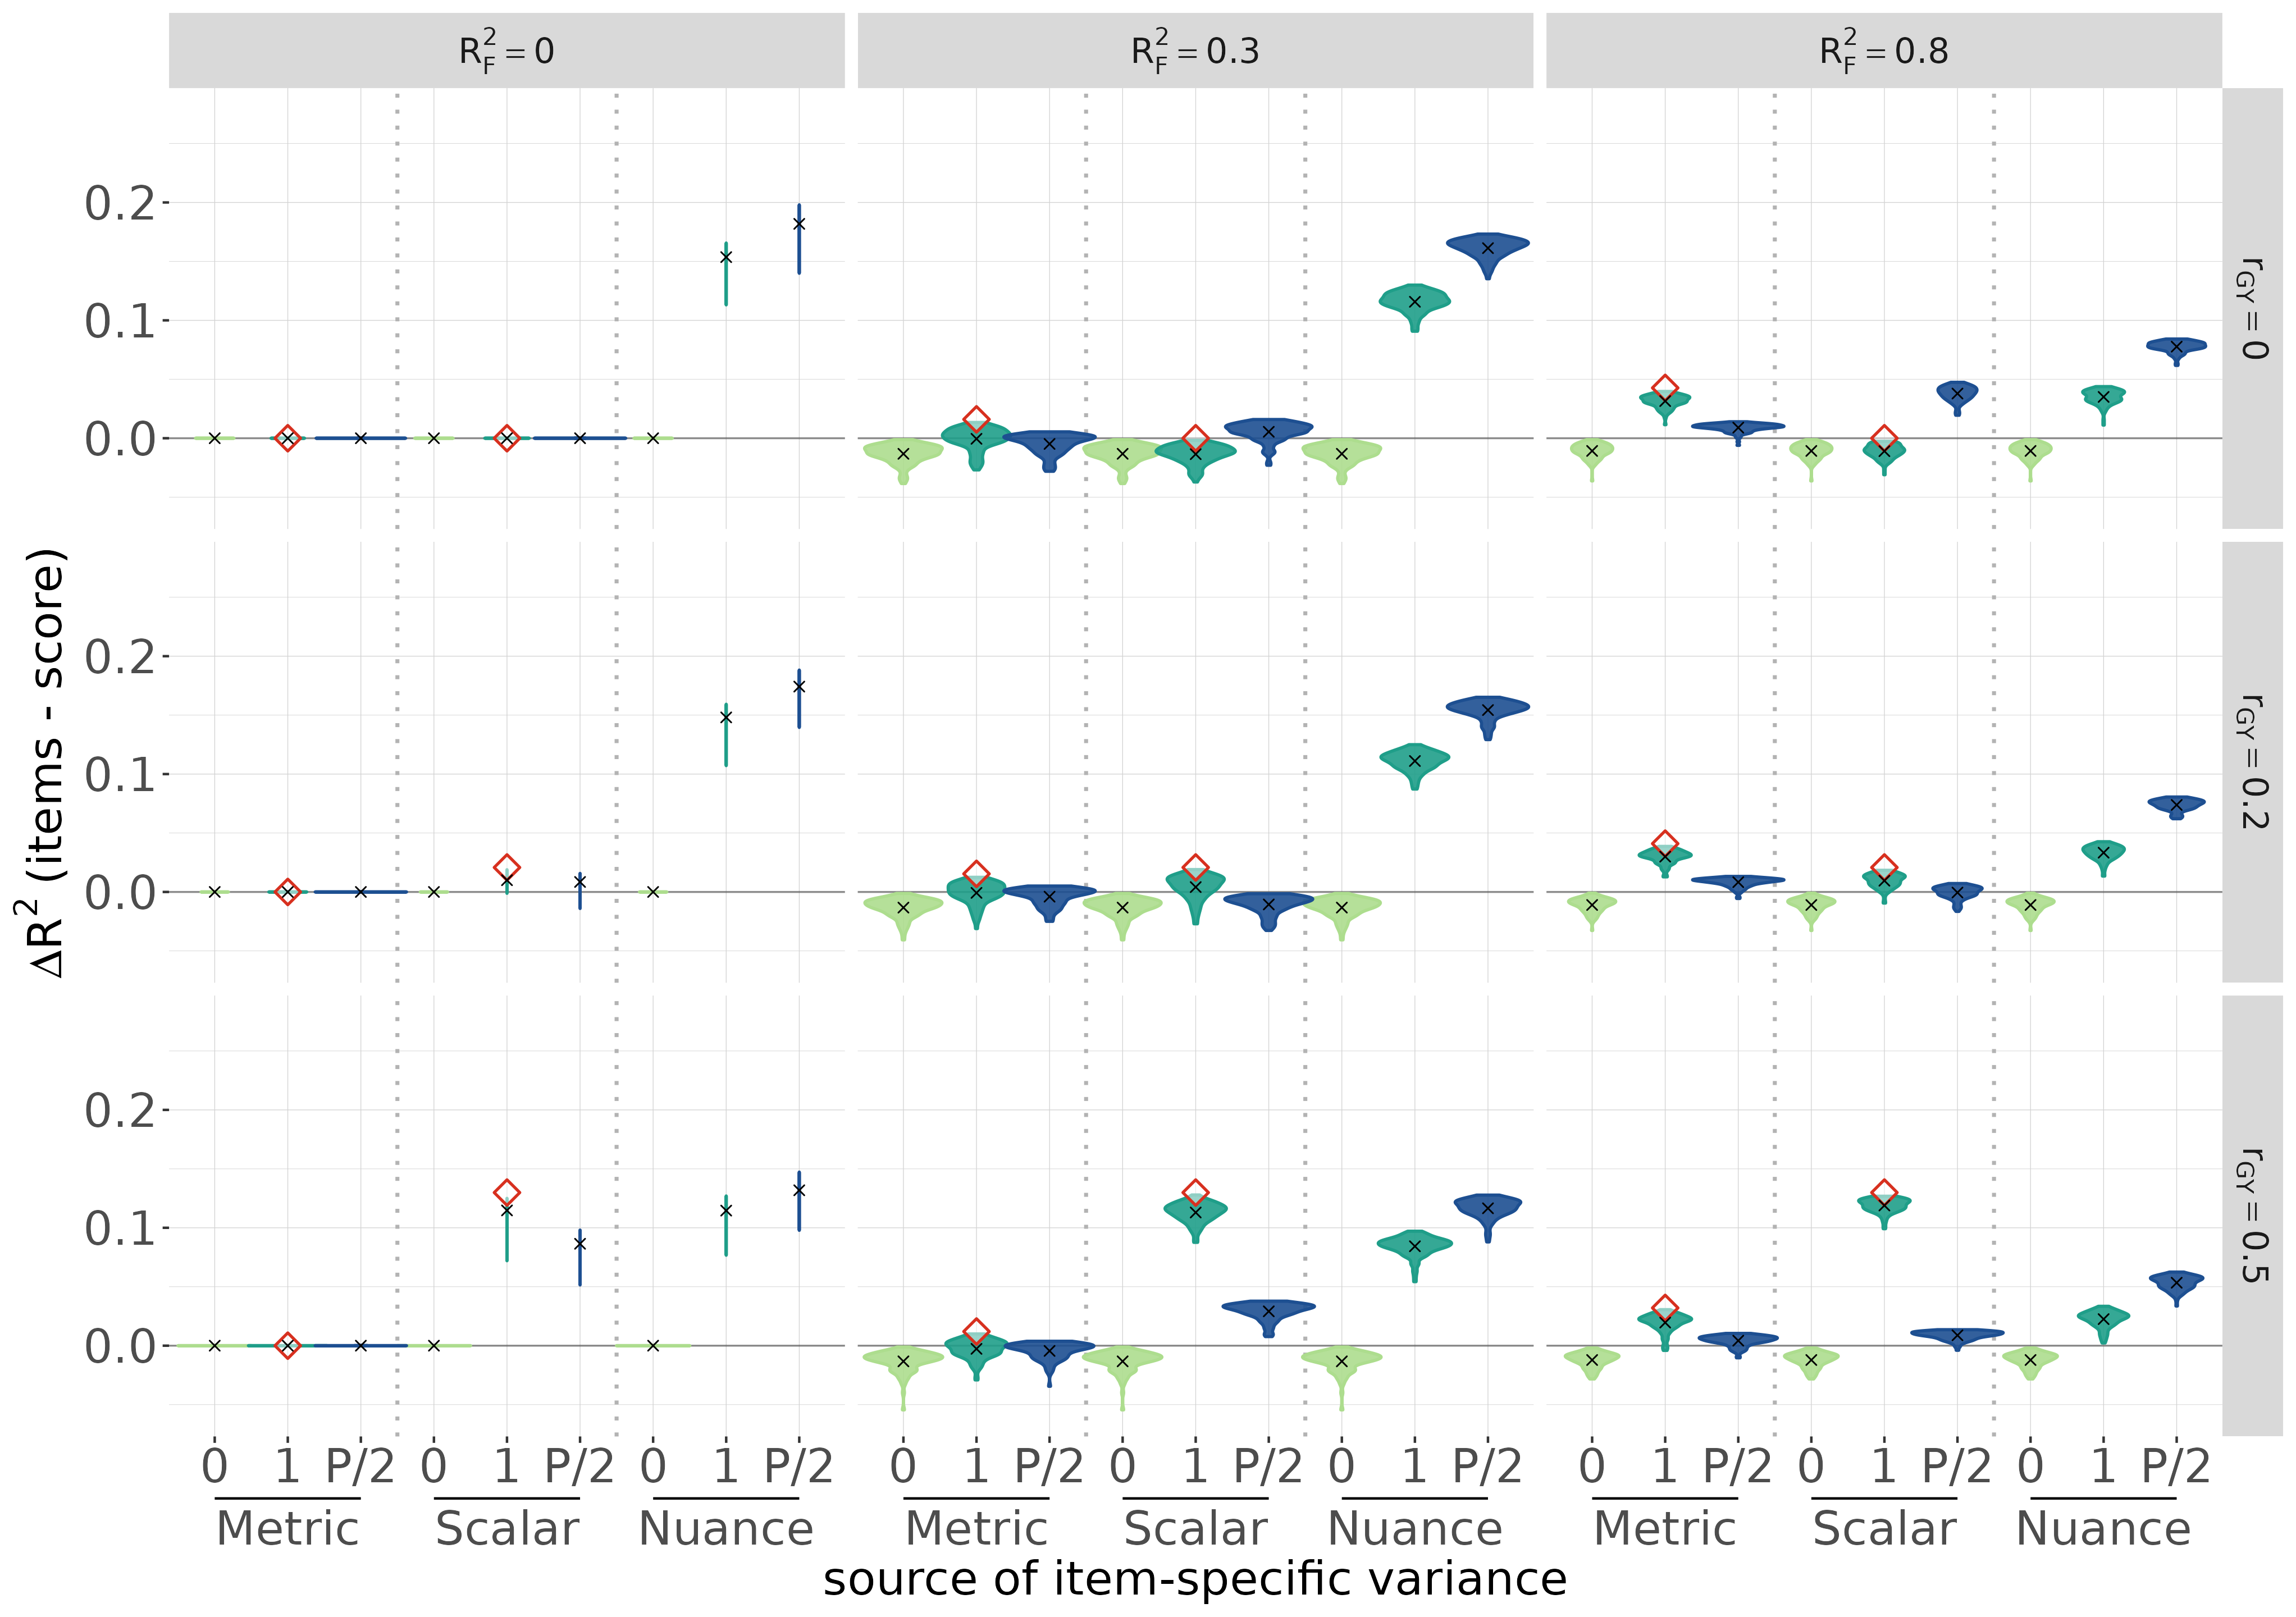 R²F = 0 R²F = 0.3 R²F = 0.8
0.2
0.1
0.0
rGY = 0
0.2
0.1
0.0
rGY = 0.2
0.2
0.1
0.0
rGY = 0.5
ΔR² (items - score)
0 1 P/2 0 1 P/2 0 1 P/2 0 1 P/2 0 1 P/2 0 1 P/2 0 1 P/2 0 1 P/2 0 1 P/2
Metric Scalar Nuance Metric Scalar Nuance Metric Scalar Nuance
source of item-specific variance